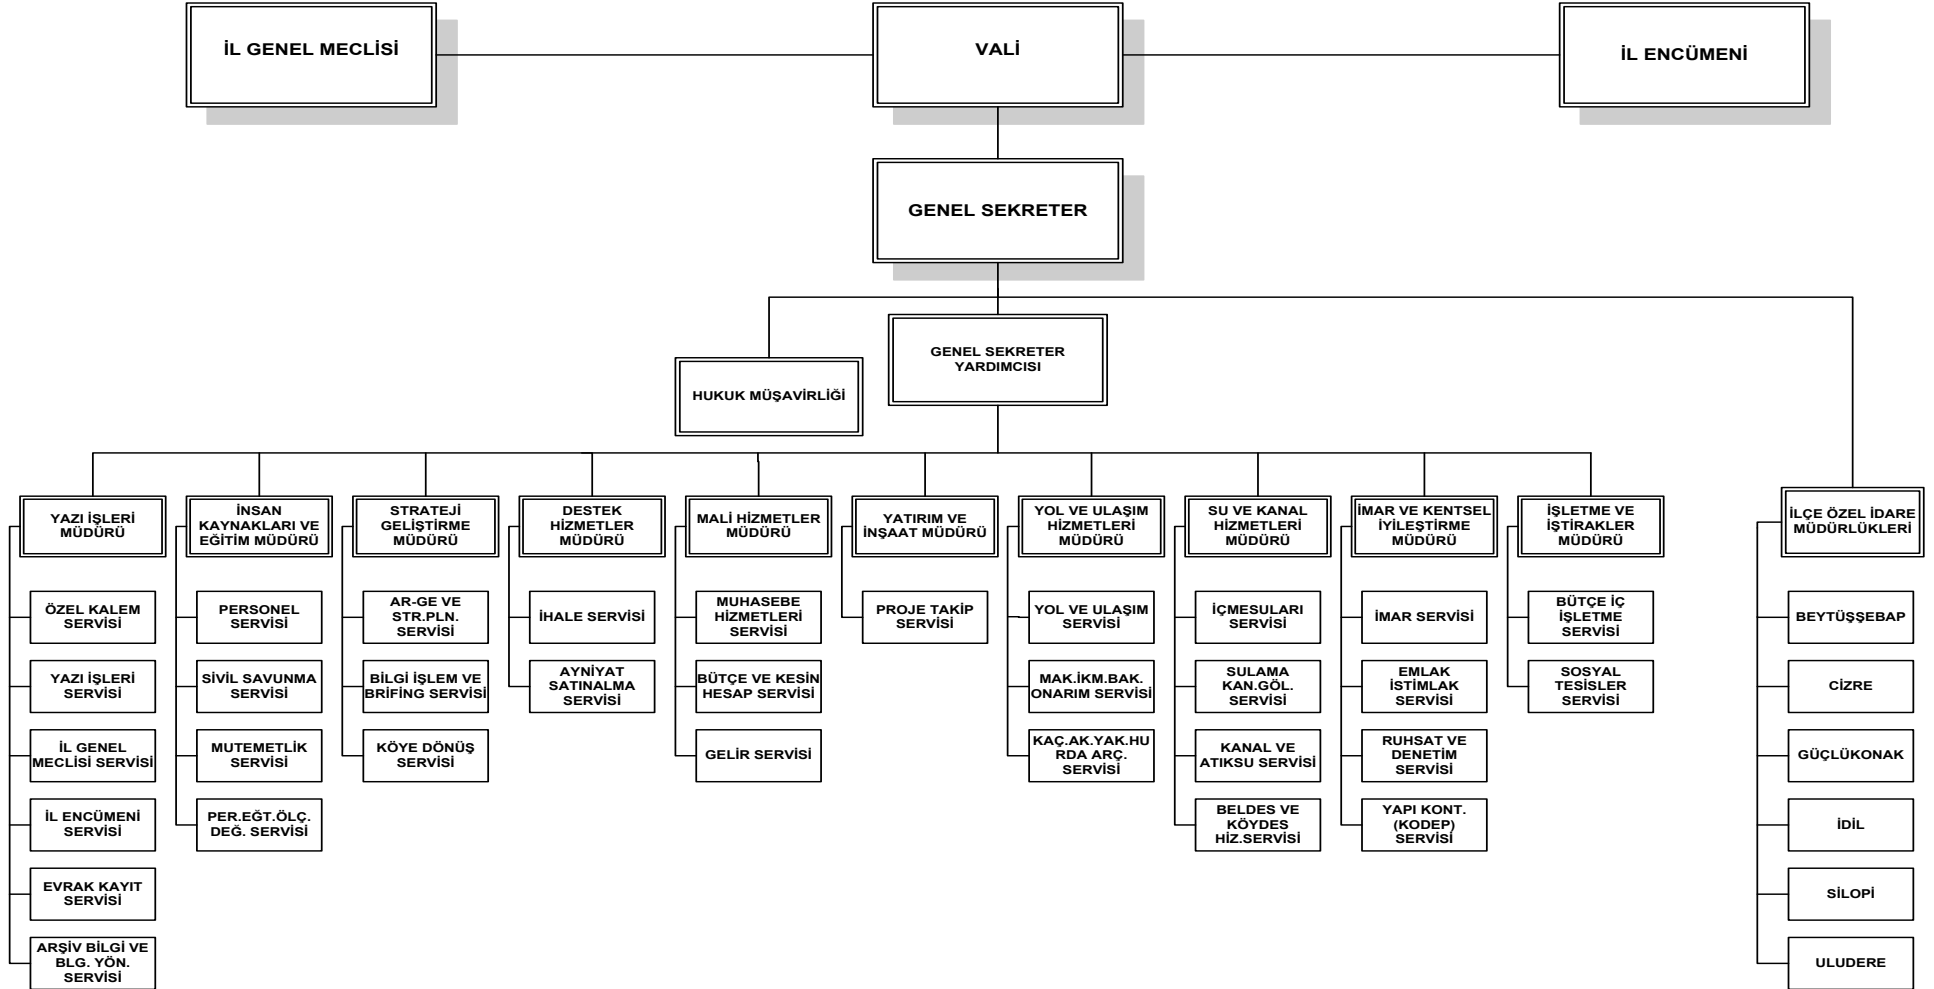 İL GENEL MECLİSİ
VALİ
İL ENCÜMENİ
GENEL SEKRETER
GENEL SEKRETER
YARDIMCISI
HUKUK MÜŞAVİRLİĞİ
YAZI İŞLERİ
MÜDÜRÜ
İNSAN
KAYNAKLARI VE
EĞİTİM MÜDÜRÜ
STRATEJİ
GELİŞTİRME
MÜDÜRÜ
DESTEK
HİZMETLER
MÜDÜRÜ
MALİ HİZMETLER
MÜDÜRÜ
YATIRIM VE
İNŞAAT MÜDÜRÜ
YOL VE ULAŞIM
HİZMETLERİ
MÜDÜRÜ
SU VE KANAL
HİZMETLERİ
MÜDÜRÜ
İMAR VE KENTSEL
İYİLEŞTİRME
MÜDÜRÜ
İŞLETME VE
İŞTİRAKLER
MÜDÜRÜ
İLÇE ÖZEL İDARE
MÜDÜRLÜKLERİ
ÖZEL KALEM
SERVİSİ
YAZI İŞLERİ
SERVİSİ
İL GENEL
MECLİSİ SERVİSİ
İL ENCÜMENİ
SERVİSİ
EVRAK KAYIT
SERVİSİ
ARŞİV BİLGİ VE
BLG. YÖN.
SERVİSİ
PERSONEL
SERVİSİ
SİVİL SAVUNMA
SERVİSİ
MUTEMETLİK
SERVİSİ
PER.EĞT.ÖLÇ.
DEĞ. SERVİSİ
AR-GE VE
STR.PLN.
SERVİSİ
BİLGİ İŞLEM VE
BRİFİNG SERVİSİ
KÖYE DÖNÜŞ
SERVİSİ
İHALE SERVİSİ
AYNİYAT
SATINALMA
SERVİSİ
MUHASEBE
HİZMETLERİ
SERVİSİ
BÜTÇE VE KESİN
HESAP SERVİSİ
GELİR SERVİSİ
PROJE TAKİP
SERVİSİ
YOL VE ULAŞIM
SERVİSİ
MAK.İKM.BAK.
ONARIM SERVİSİ
KAÇ.AK.YAK.HU
RDA ARÇ.
SERVİSİ
İÇMESULARI
SERVİSİ
SULAMA
KAN.GÖL.
SERVİSİ
KANAL VE
ATIKSU SERVİSİ
BELDES VE
KÖYDES
HİZ.SERVİSİ
İMAR SERVİSİ
EMLAK
İSTİMLAK
SERVİSİ
RUHSAT VE
DENETİM
SERVİSİ
YAPI KONT.
(KODEP)
SERVİSİ
BÜTÇE İÇ
İŞLETME
SERVİSİ
SOSYAL
TESİSLER
SERVİSİ
BEYTÜŞŞEBAP
CİZRE
GÜÇLÜKONAK
İDİL
SİLOPİ
ULUDERE